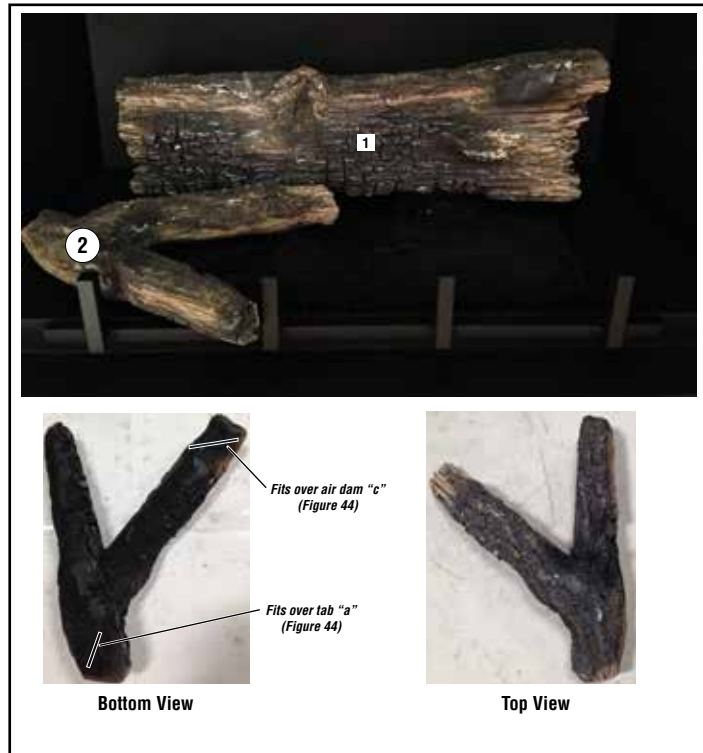 1
2
Fits over air dam “c”
(Figure 44)
Fits over tab “a”
(Figure 44)
Bottom View
Top View